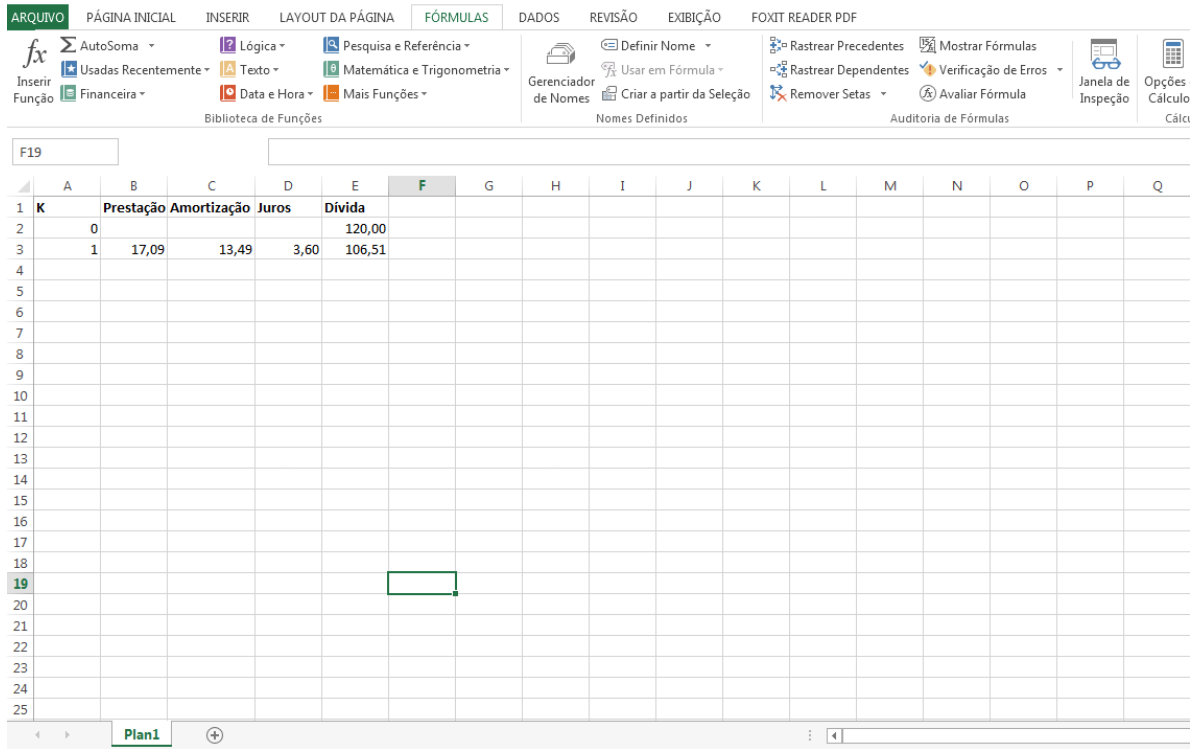 ARQUIVO PÁGINA INICIAL INSERIR LAYOUT DA PÁGINA FÓRMULAS DADOS REVISÃO EXIBIÇÃO FOXIT READER PDF
fx Inserir Função
Σ AutoSoma
Usadas Recentemente
Financeira
Lógica
Texto
Data e Hora
Pesquisa e Referência
Matemática e Trigonometria
Mais Funções
Biblioteca de Funções
Gerenciador de Nomes
Definir Nome
Usar em Fórmula
Criar a partir da Seleção
Nomes Definidos
Rastrear Precedentes
Rastrear Dependentes
Remover Setas
Mostrar Fórmulas
Verificação de Erros
Avaliar Fórmula
Auditoria de Fórmulas
Janela de Inspeção
Opções
Cálculo
Cálcu
F19
A B C D E F G H I J K L M N O P Q
1 K Prestação Amortização Juros Dívida
2 0 120,00
3 1 17,09 13,49 3,60 106,51
4
5
6
7
8
9
10
11
12
13
14
15
16
17
18
19
20
21
22
23
24
25
Plan1